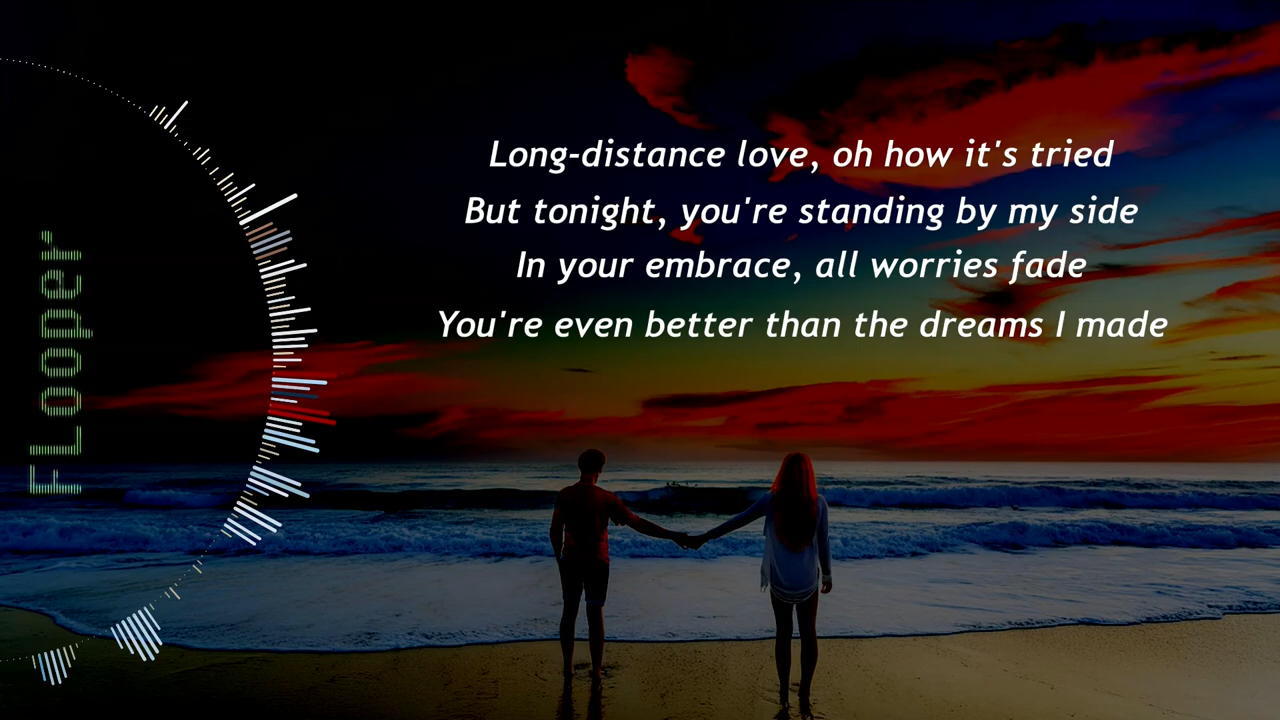 Long-distance love, oh how it's tried
But tonight, you're standing by my side
In your embrace, all worries fade
You're even better than the dreams I made
FLooper